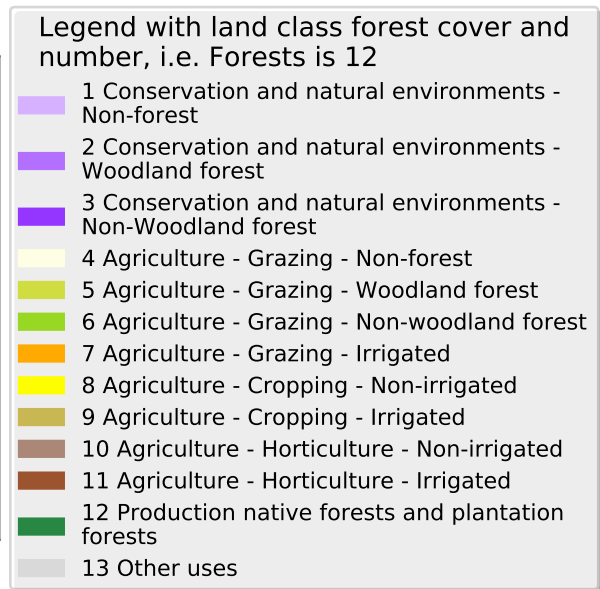 Legend with land class forest cover and
number, i.e. Forests is 12
1 Conservation and natural environments -
Non-forest
2 Conservation and natural environments -
Woodland forest
3 Conservation and natural environments -
Non-Woodland forest
4 Agriculture - Grazing - Non-forest
5 Agriculture - Grazing - Woodland forest
6 Agriculture - Grazing - Non-woodland forest
7 Agriculture - Grazing - Irrigated
8 Agriculture - Cropping - Non-irrigated
9 Agriculture - Cropping - Irrigated
10 Agriculture - Horticulture - Non-irrigated
11 Agriculture - Horticulture - Irrigated
12 Production native forests and plantation
forests
13 Other uses